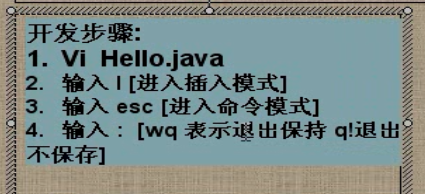 开发步骤:
1. Vi Hello.java
2. 输入 I [进入插入模式]
3. 输入 esc [进入命令模式]
4. 输入： [wq 表示退出保持 q!退出
不保存]